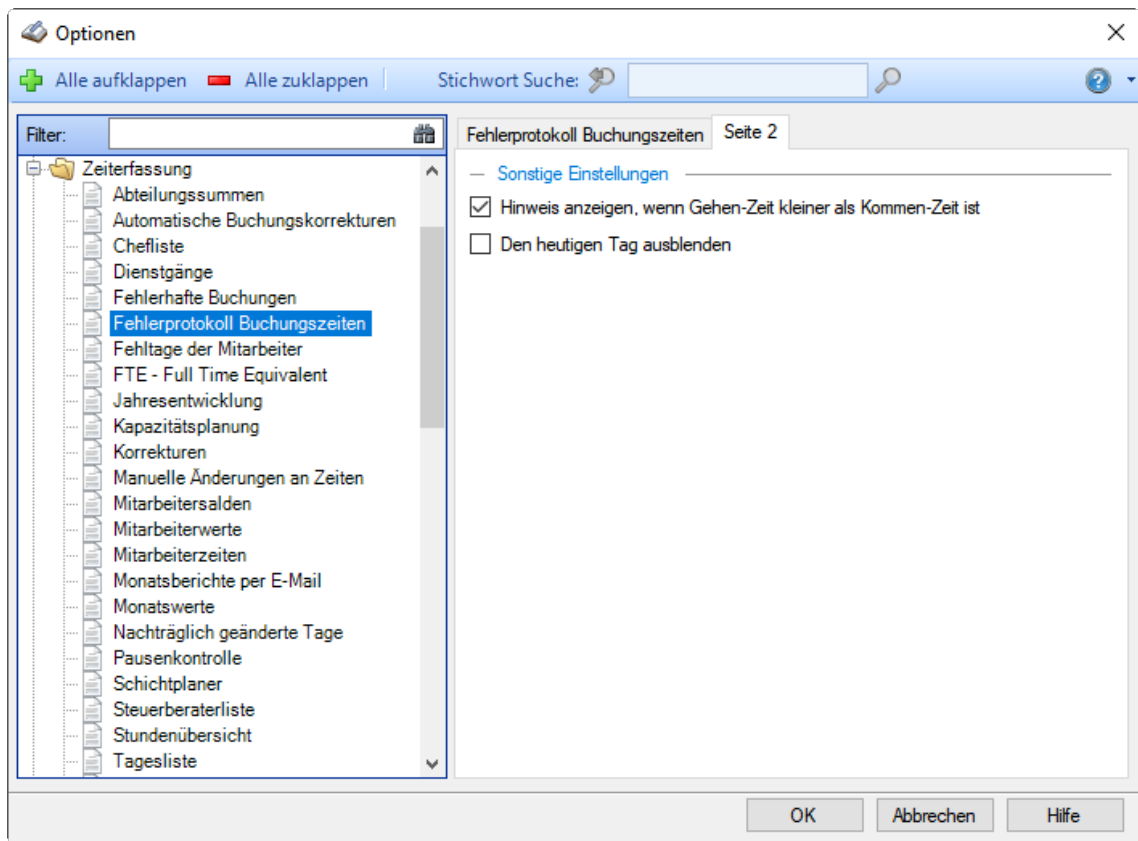 Optionen
Alle aufklappen Alle zuklappen Stichwort Suche:
Filter:
Zeiterfassung
Abteilungssummen
Automatische Buchungskorrekturen
Chefliste
Dienstgänge
Fehlerhafte Buchungen
Fehlerprotokoll Buchungszeiten
Fehltage der Mitarbeiter
FTE - Full Time Equivalent
Jahresentwicklung
Kapazitätsplanung
Korrekturen
Manuelle Änderungen an Zeiten
Mitarbeitersalden
Mitarbeiterwerte
Mitarbeiterzeiten
Monatsberichte per E-Mail
Monatswerte
Nachträglich geänderte Tage
Pausenkontrolle
Schichtplaner
Steuerberaterliste
Stundenübersicht
Tagesliste
Fehlerprotokoll Buchungszeiten Seite 2
Sonstige Einstellungen
Hinweis anzeigen, wenn Gehen-Zeit kleiner als Kommen-Zeit ist
Den heutigen Tag ausblenden
OK Abbrechen Hilfe